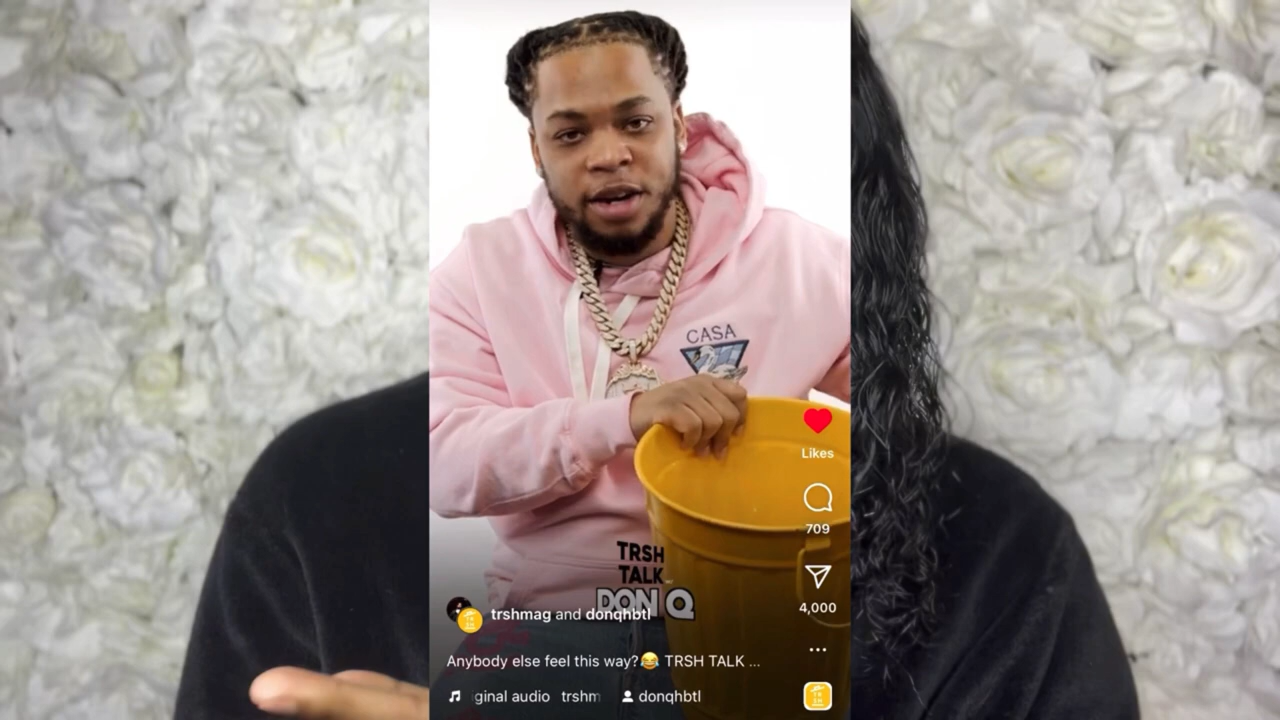 CASA
Likes
709
TRSH
TALK
DON Q
4,000
trshmag and donqhbtl
Anybody else feel this way?😂 TRSH TALK ...
ginal audio trshm donqhbtl